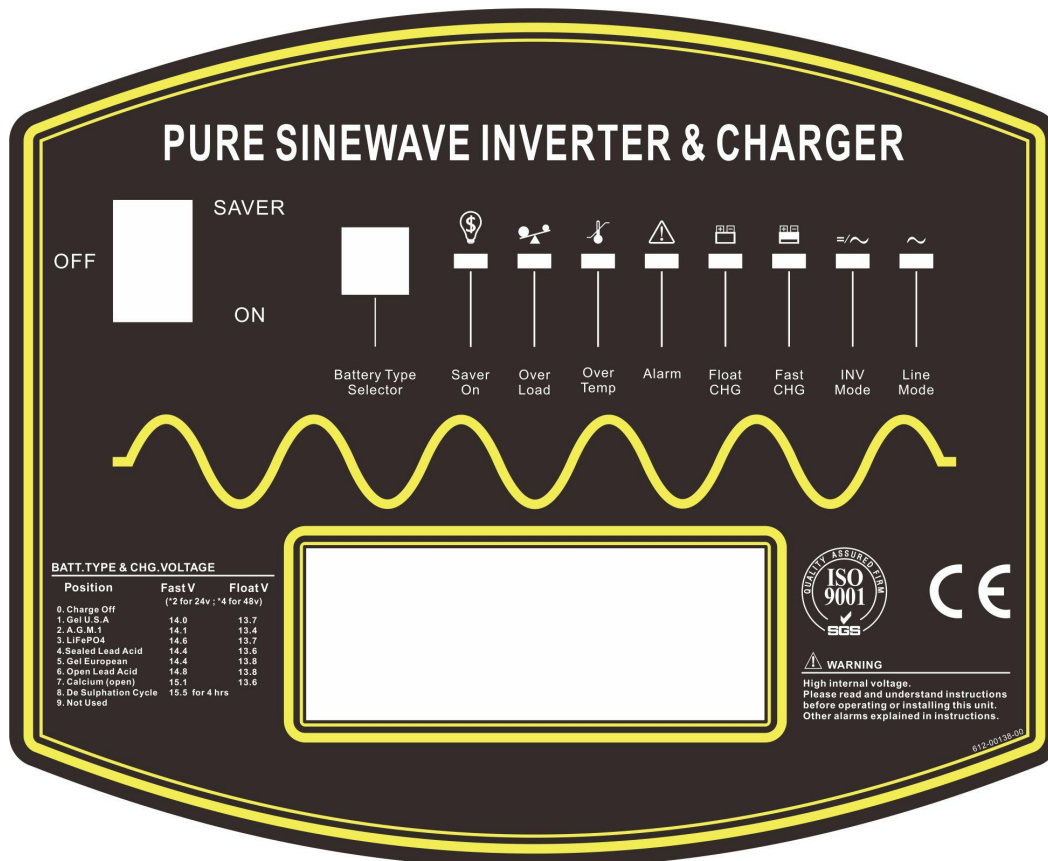 PURE SINEWAVE INVERTER & CHARGER
SAVER
OFF
ON
Battery Type
Selector
Saver
On
Over
Load
Over
Temp
Alarm
Float
CHG
Fast
CHG
INV
Mode
Line
Mode
BATT.TYPE & CHG.VOLTAGE
Position Fast V Float V
(*2 for 24v ; *4 for 48v)
0. Charge Off
1. Gel U.S.A 14.0 13.7
2. A.G.M.1 14.1 13.4
3. LiFePO4 14.6 13.7
4.Sealed Lead Acid 14.4 13.6
5. Gel European 14.4 13.8
6. Open Lead Acid 14.8 13.8
7. Calcium (open) 15.1 13.6
8. De Sulphation Cycle 15.5 for 4 hrs
9. Not Used
QUALITY ASSURED FIRM
ISO
9001
SGS
CE
WARNING
High internal voltage.
Please read and understand instructions
before operating or installing this unit.
Other alarms explained in instructions.
612-00138-00